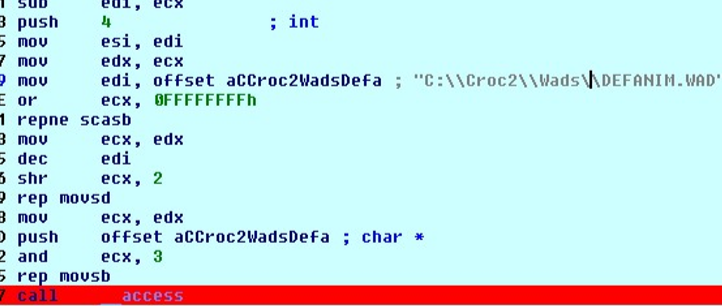 sub edi, ecx
3 push 4 ; int
5 mov esi, edi
7 mov edx, ecx
9 mov edi, offset aCCroc2WadsDefa ; "C:\\Croc2\\Wads\\DEFANIM.WAD"
E or ecx, 0FFFFFFFFh
1 repne scasb
3 mov ecx, edx
5 dec edi
6 shr ecx, 2
9 rep movsd
B mov ecx, edx
D push offset aCCroc2WadsDefa ; char *
2 and ecx, 3
5 rep movsb
7 call __access